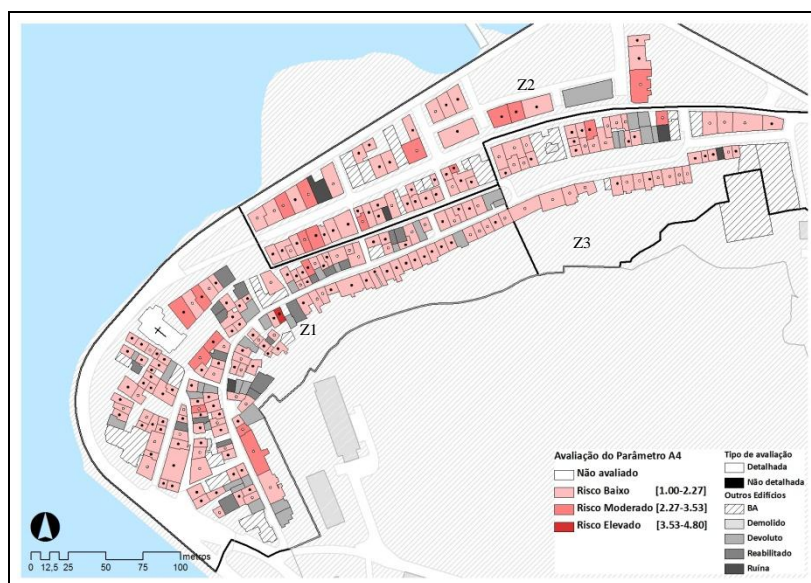 Z2
Z3
Z1
Avaliação do Parâmetro A4
Não avaliado
Risco Baixo [1.00-2.27]
Risco Moderado [2.27-3.53]
Risco Elevado [3.53-4.80]
Tipo de avaliação
Detalhada
Não detalhada
Outros Edifícios
BA
Demolido
Devoluto
Reabilitado
Ruína
0 12,5 25 50 75 100
metros